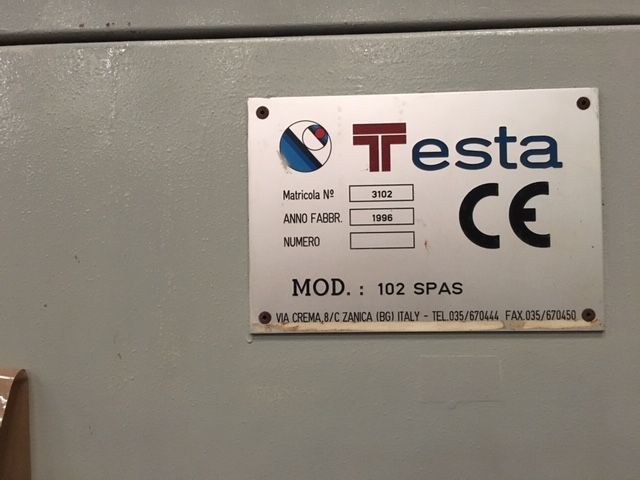 Testa
Matricola Nº 3102
ANNO FABBR. 1996
CE
NUMERO
MOD. : 102 SPAS
VIA CREMA,8/C ZANICA (BG) ITALY - TEL.035/670444 FAX.035/670450